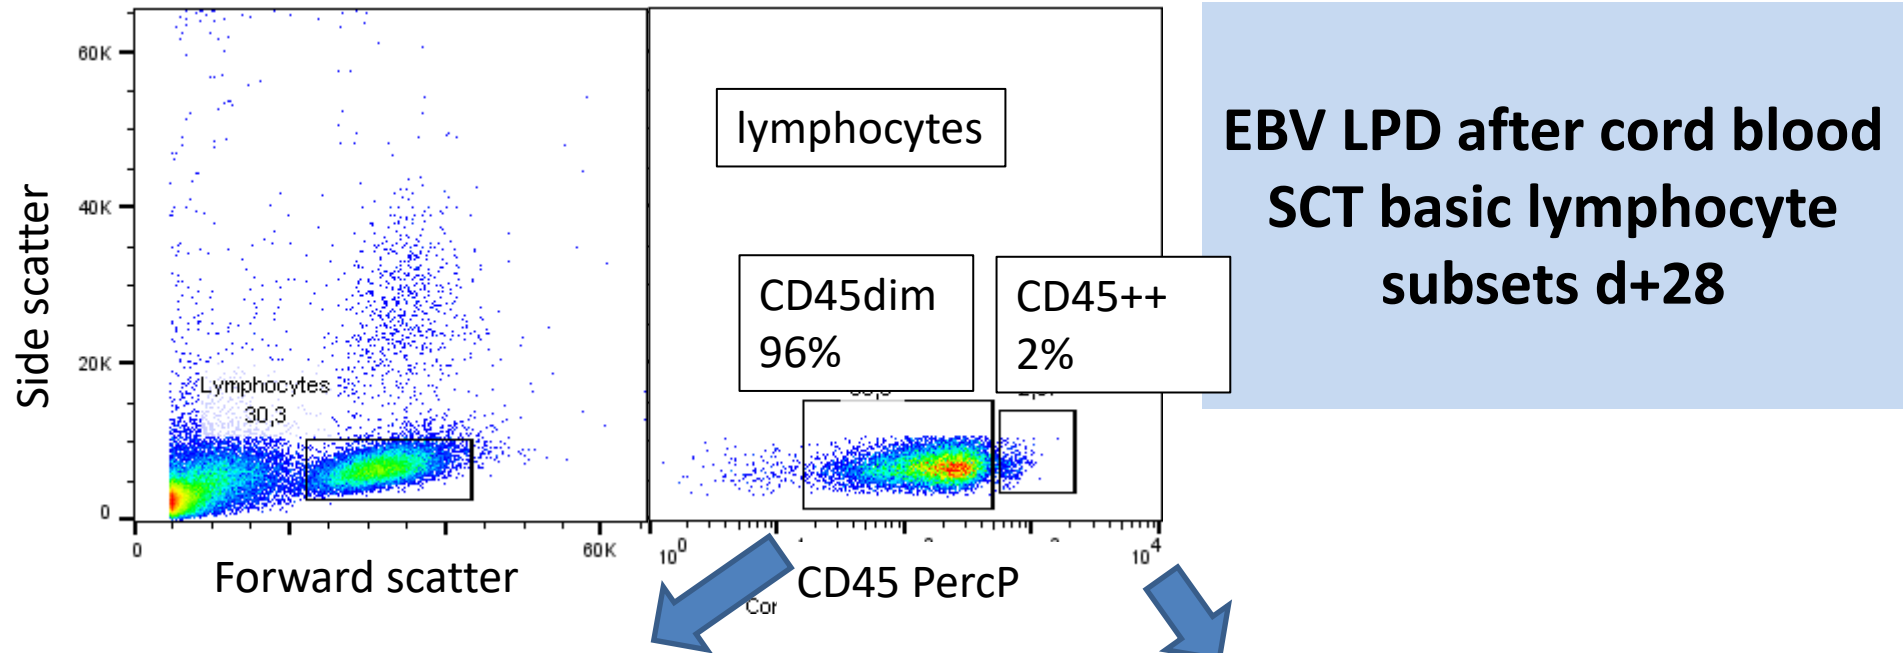 60K
40K
20K
0
Side scatter
Lymphocytes
30,3
0
60K
Forward scatter
lymphocytes
CD45dim
96%
CD45++
2%
10^0
10^4
CD45 PercP
Cor
EBV LPD after cord blood
SCT basic lymphocyte
subsets d+28